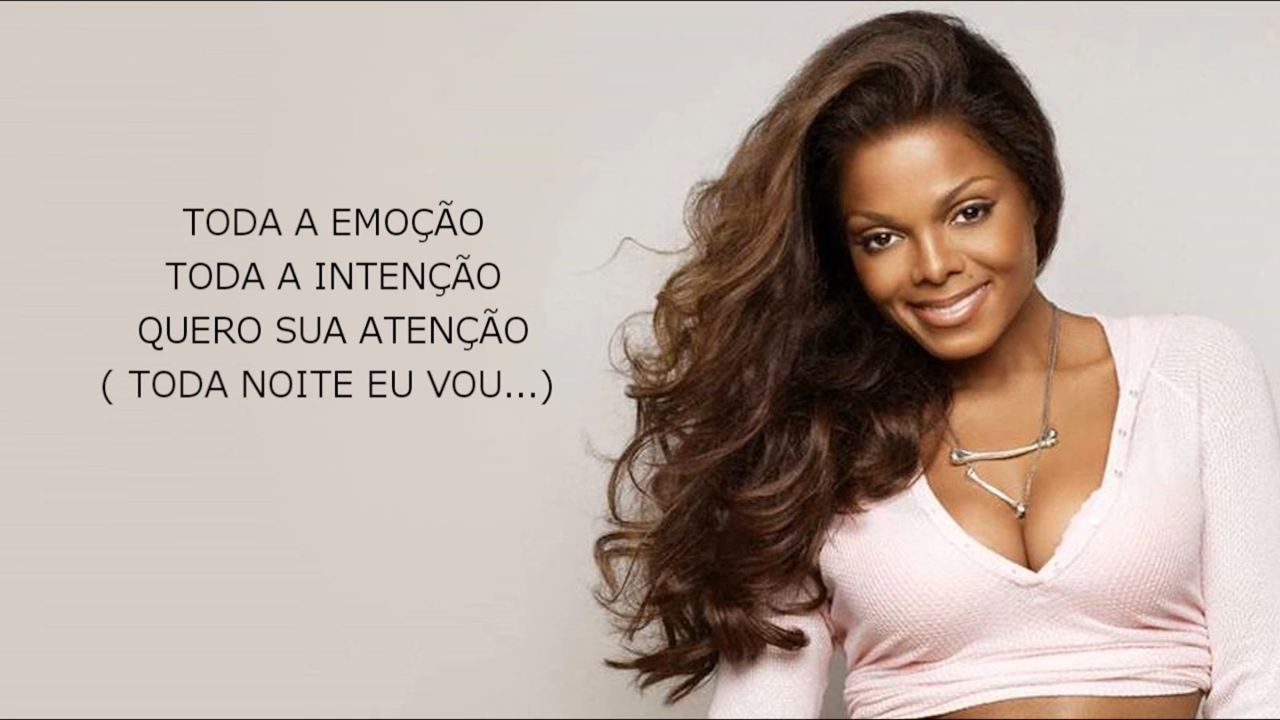 TODA A EMOÇÃO
TODA A INTENÇÃO
QUERO SUA ATENÇÃO
( TODA NOITE EU VOU...)